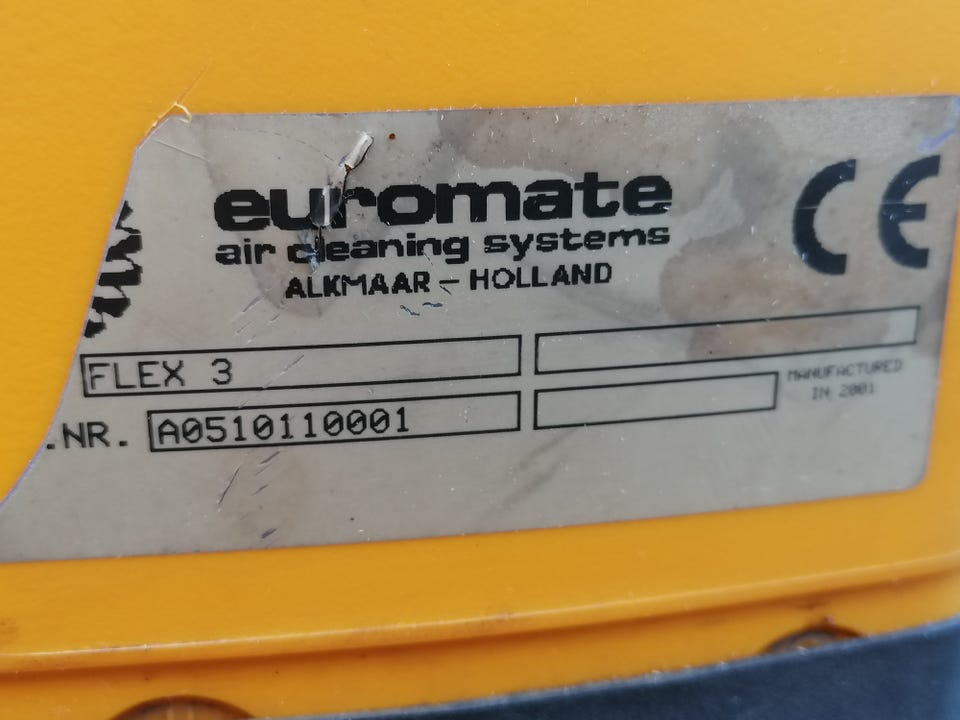 euromate
air cleaning systems
ALKMAAR – HOLLAND
CE
FLEX 3
MANUFACTURED
IN 2001
.NR. A0510110001